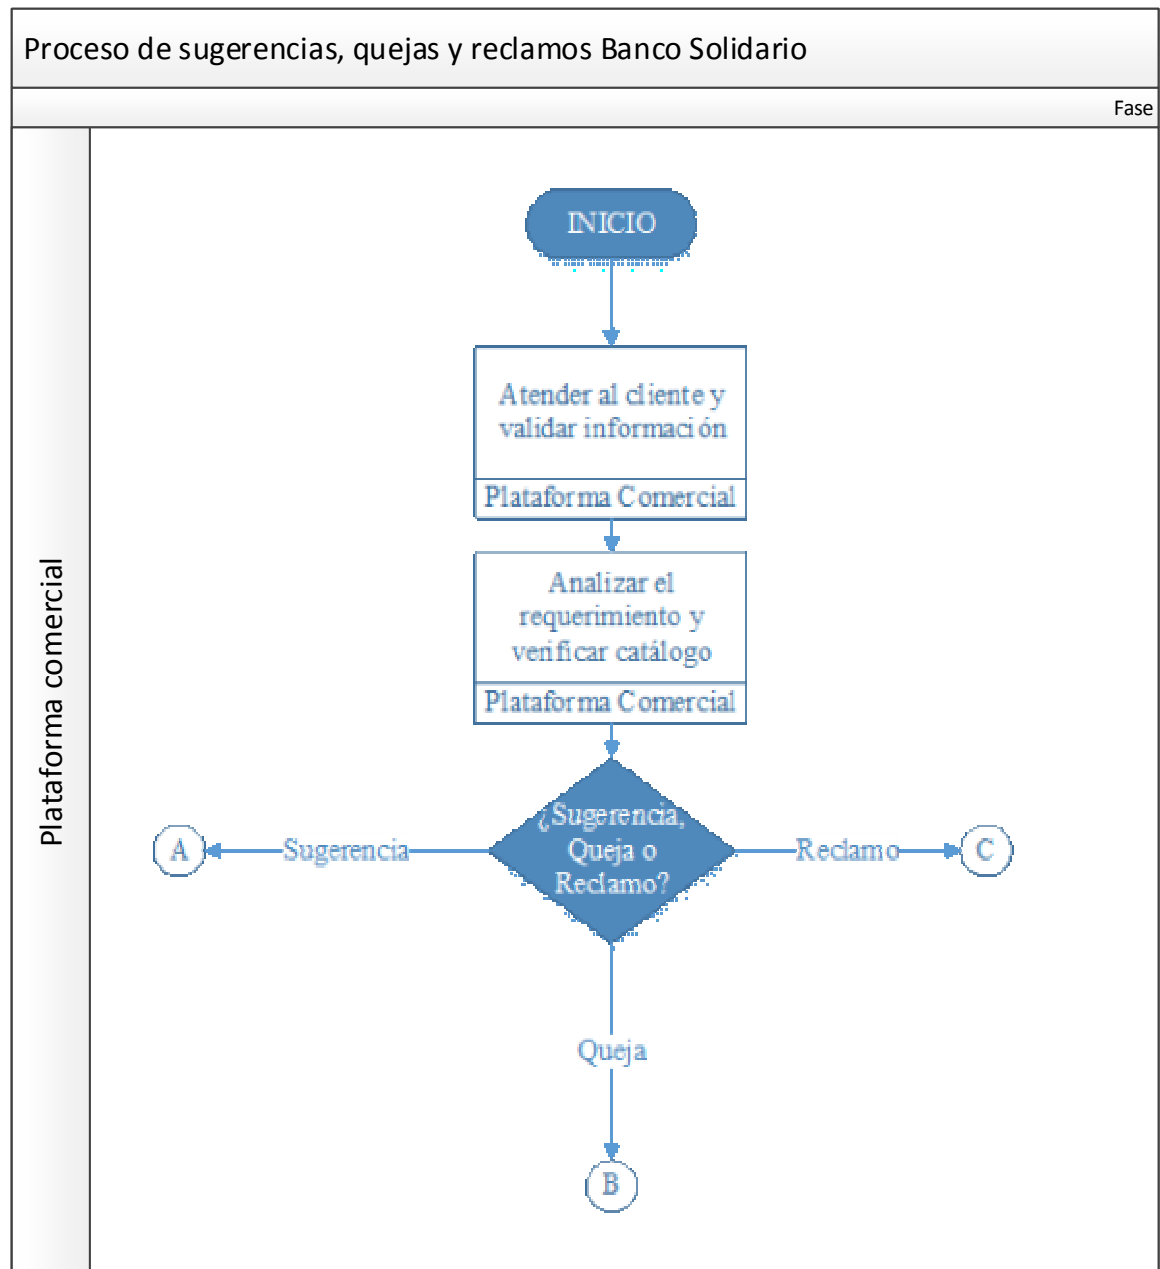 Proceso de sugerencias, quejas y reclamos Banco Solidario
Fase
Plataforma comercial
INICIO
Atender al cliente y
validar información
Plataforma Comercial
Analizar el
requerimiento y
verificar catálogo
Plataforma Comercial
¿Sugerencia,
Queja o
Reclamo?
A
Sugerencia
Reclamo
C
Queja
B